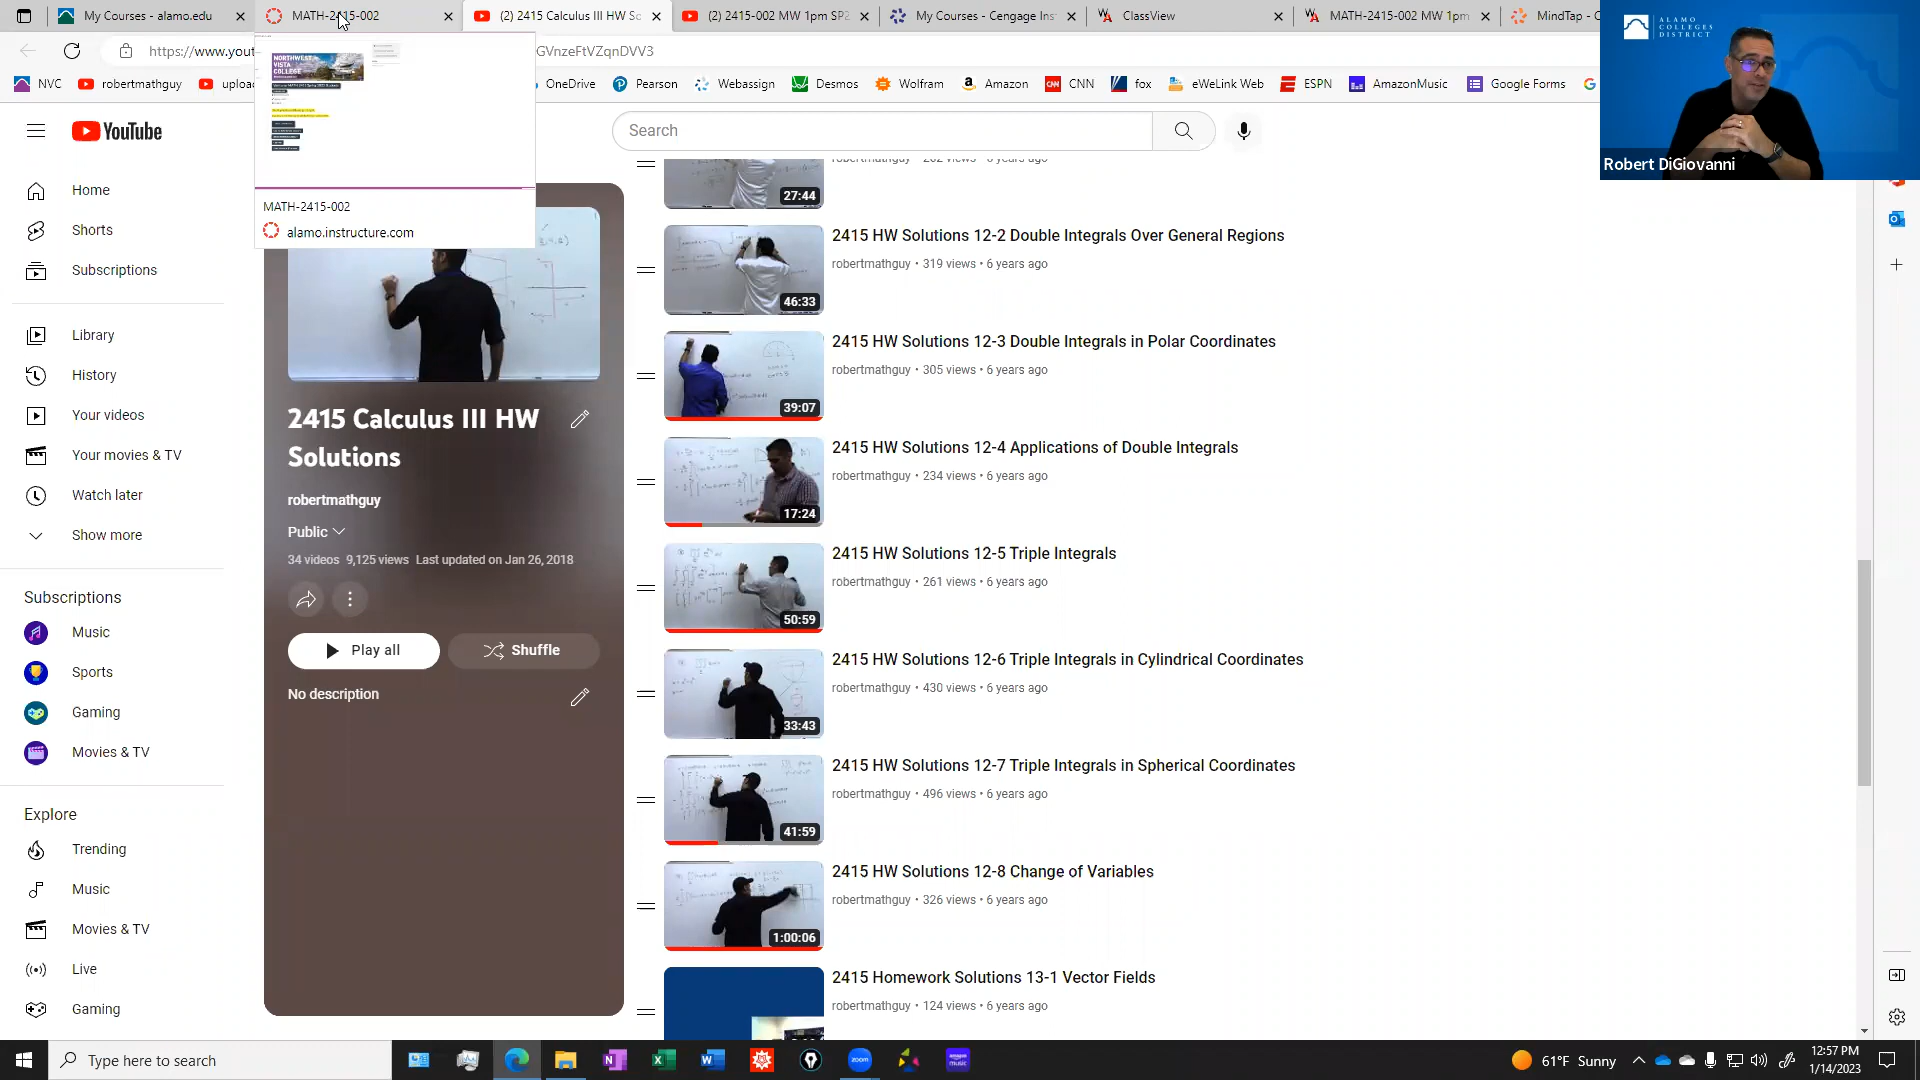 My Courses - alamo.edu
MATH-2415-002
(2) 2415 Calculus III HW So
(2) 2415-002 MW 1pm SP2
My Courses - Cengage Ins
ClassView
MATH-2415-002 MW 1pm
MindTap - C
https://www.yout
GVnzeFtVZqnDVV3
NVC
robertmathguy
upload
OneDrive
Pearson
Webassign
Desmos
Wolfram
Amazon
CNN
fox
eWeLink Web
ESPN
AmazonMusic
Google Forms
ALAMO
COLLEGES
DISTRICT
Robert DiGiovanni
NORTHWEST
VISTA
COLLEGE
MATH-2415-002
alamo.instructure.com
YouTube
Search
Home
Shorts
Subscriptions
Library
History
Your videos
Your movies & TV
Watch later
Show more
Subscriptions
Music
Sports
Gaming
Movies & TV
Explore
Trending
Music
Movies & TV
Live
Gaming
2415 Calculus III HW
Solutions
robertmathguy
Public
34 videos 9,125 views Last updated on Jan 26, 2018
Play all
Shuffle
No description
27:44
2415 HW Solutions 12-2 Double Integrals Over General Regions
robertmathguy • 319 views • 6 years ago
46:33
2415 HW Solutions 12-3 Double Integrals in Polar Coordinates
robertmathguy • 305 views • 6 years ago
39:07
2415 HW Solutions 12-4 Applications of Double Integrals
robertmathguy • 234 views • 6 years ago
17:24
2415 HW Solutions 12-5 Triple Integrals
robertmathguy • 261 views • 6 years ago
50:59
2415 HW Solutions 12-6 Triple Integrals in Cylindrical Coordinates
robertmathguy • 430 views • 6 years ago
33:43
2415 HW Solutions 12-7 Triple Integrals in Spherical Coordinates
robertmathguy • 496 views • 6 years ago
41:59
2415 HW Solutions 12-8 Change of Variables
robertmathguy • 326 views • 6 years ago
1:00:06
2415 Homework Solutions 13-1 Vector Fields
robertmathguy • 124 views • 6 years ago
Type here to search
zoom
61°F Sunny
12:57 PM
1/14/2023